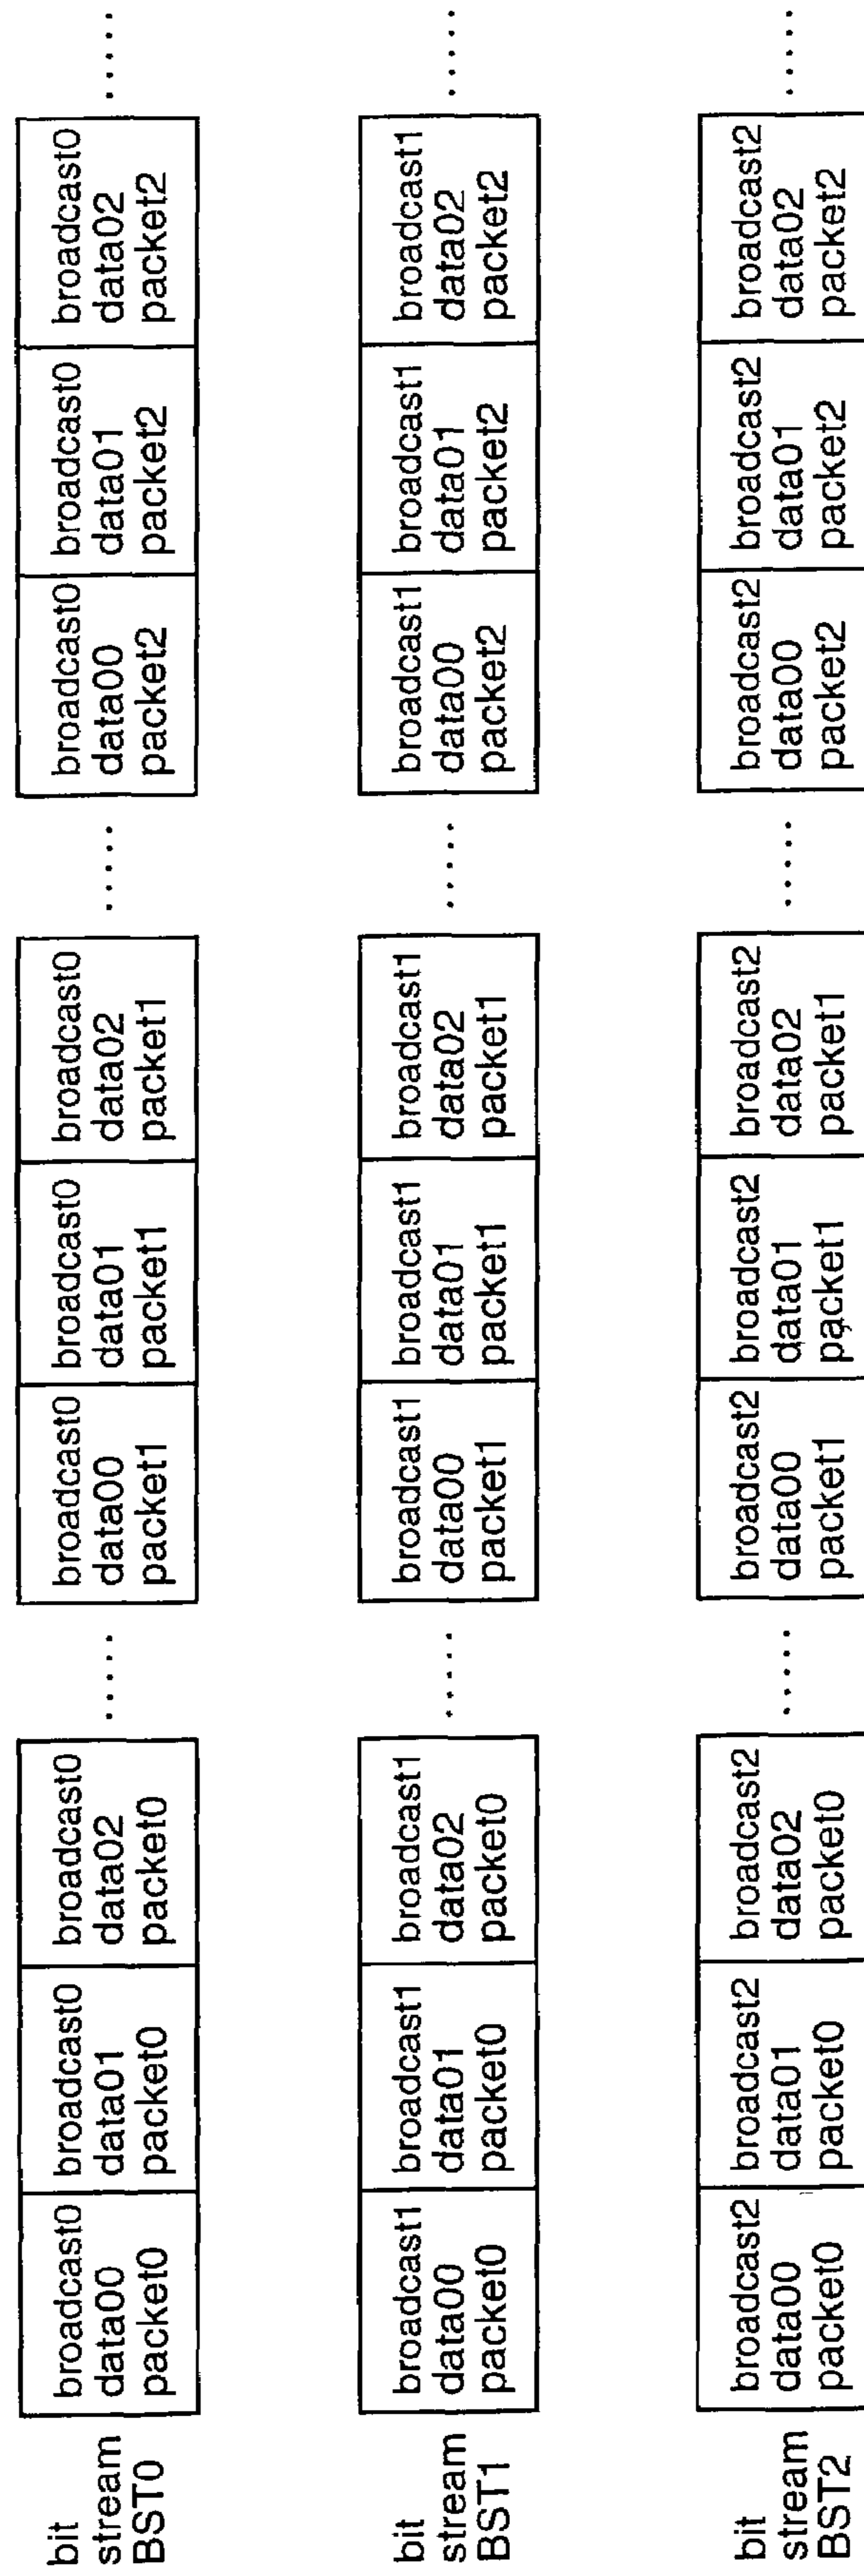 bit
stream
BST0
broadcast0
data00
packet0
broadcast0
data01
packet0
broadcast0
data02
packet0
.....
broadcast0
data00
packet1
broadcast0
data01
packet1
broadcast0
data02
packet1
.....
broadcast0
data00
packet2
broadcast0
data01
packet2
broadcast0
data02
packet2
.....
bit
stream
BST1
broadcast1
data00
packet0
broadcast1
data01
packet0
broadcast1
data02
packet0
.....
broadcast1
data00
packet1
broadcast1
data01
packet1
broadcast1
data02
packet1
.....
broadcast1
data00
packet2
broadcast1
data01
packet2
broadcast1
data02
packet2
.....
bit
stream
BST2
broadcast2
data00
packet0
broadcast2
data01
packet0
broadcast2
data02
packet0
.....
broadcast2
data00
packet1
broadcast2
data01
packet1
broadcast2
data02
packet1
.....
broadcast2
data00
packet2
broadcast2
data01
packet2
broadcast2
data02
packet2
.....